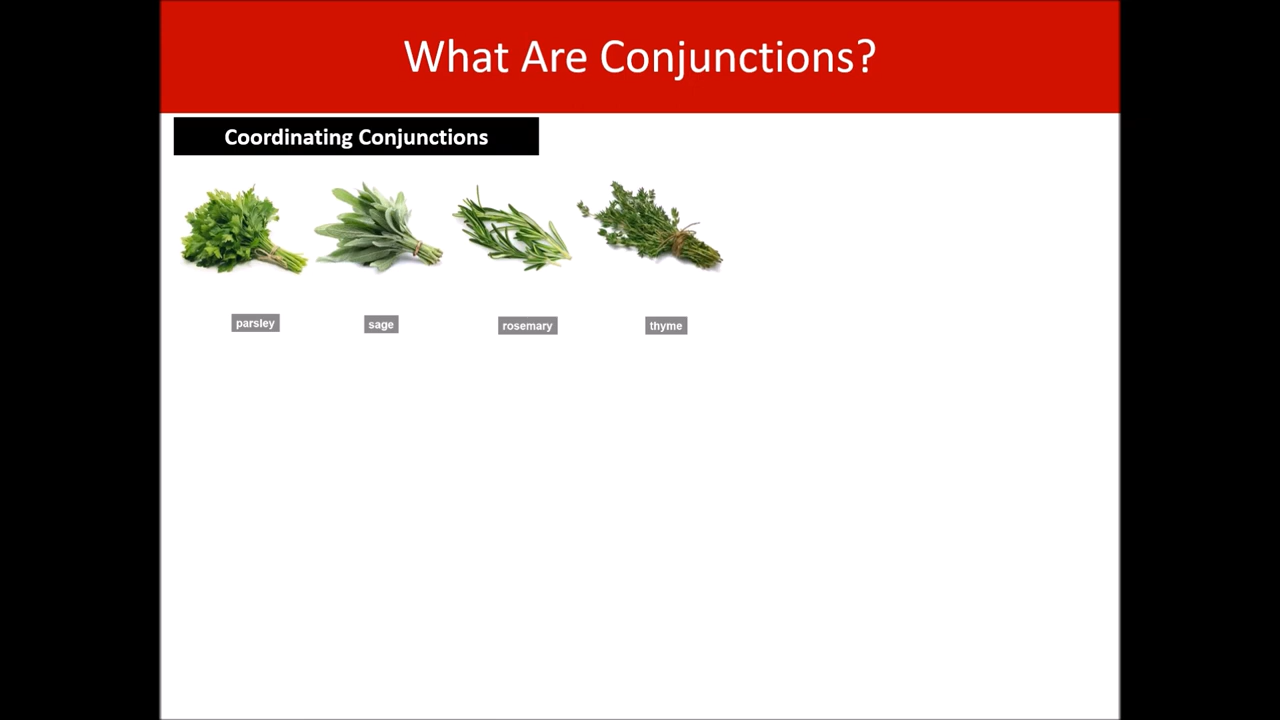 What Are Conjunctions?
Coordinating Conjunctions
parsley
sage
rosemary
thyme